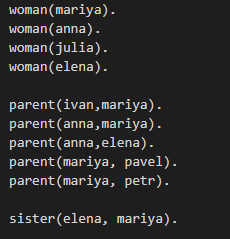 woman(mariya).
woman(anna).
woman(julia).
woman(elena).
parent(ivan,mariya).
parent(anna,mariya).
parent(anna,elena).
parent(mariya, pavel).
parent(mariya, petr).
sister(elena, mariya).